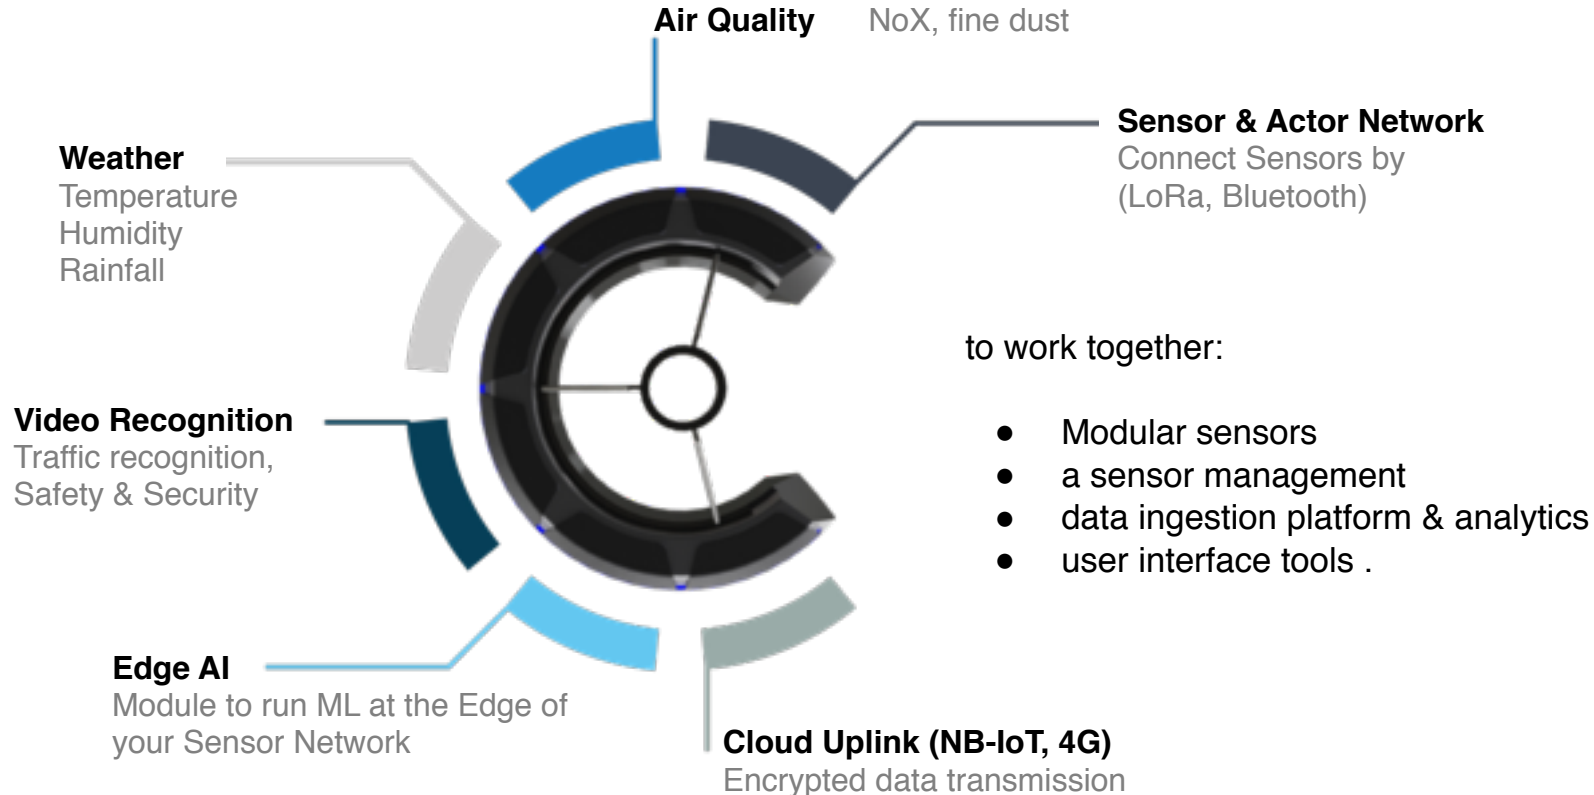 Air Quality NoX, fine dust
Sensor & Actor Network
Connect Sensors by
(LoRa, Bluetooth)
Weather
Temperature
Humidity
Rainfall
to work together:
● Modular sensors
● a sensor management
● data ingestion platform & analytics
● user interface tools .
Video Recognition
Traffic recognition,
Safety & Security
Edge AI
Module to run ML at the Edge of
your Sensor Network
Cloud Uplink (NB-IoT, 4G)
Encrypted data transmission